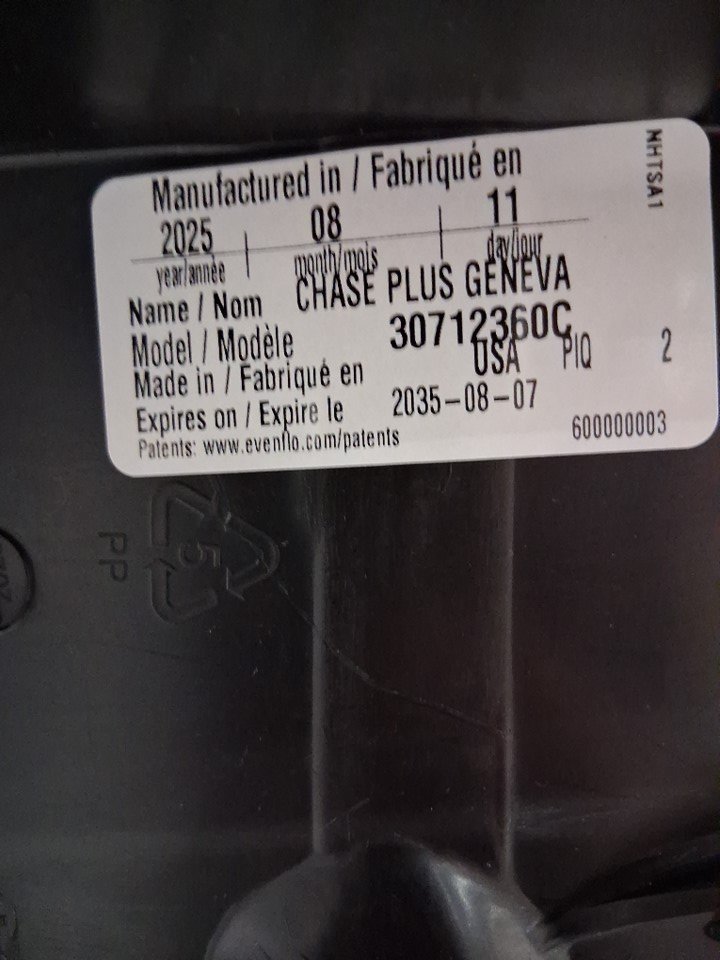 Manufactured in / Fabriqué en
2025 | 08 | 11
year/année month/mois day/jour
Name / Nom CHASE PLUS GENEVA
Model / Modèle 30712360C
Made in / Fabriqué en USA PIQ 2
Expires on / Expire le 2035-08-07
Patents: www.evenflo.com/patents 600000003
NHTSA1
5
PP